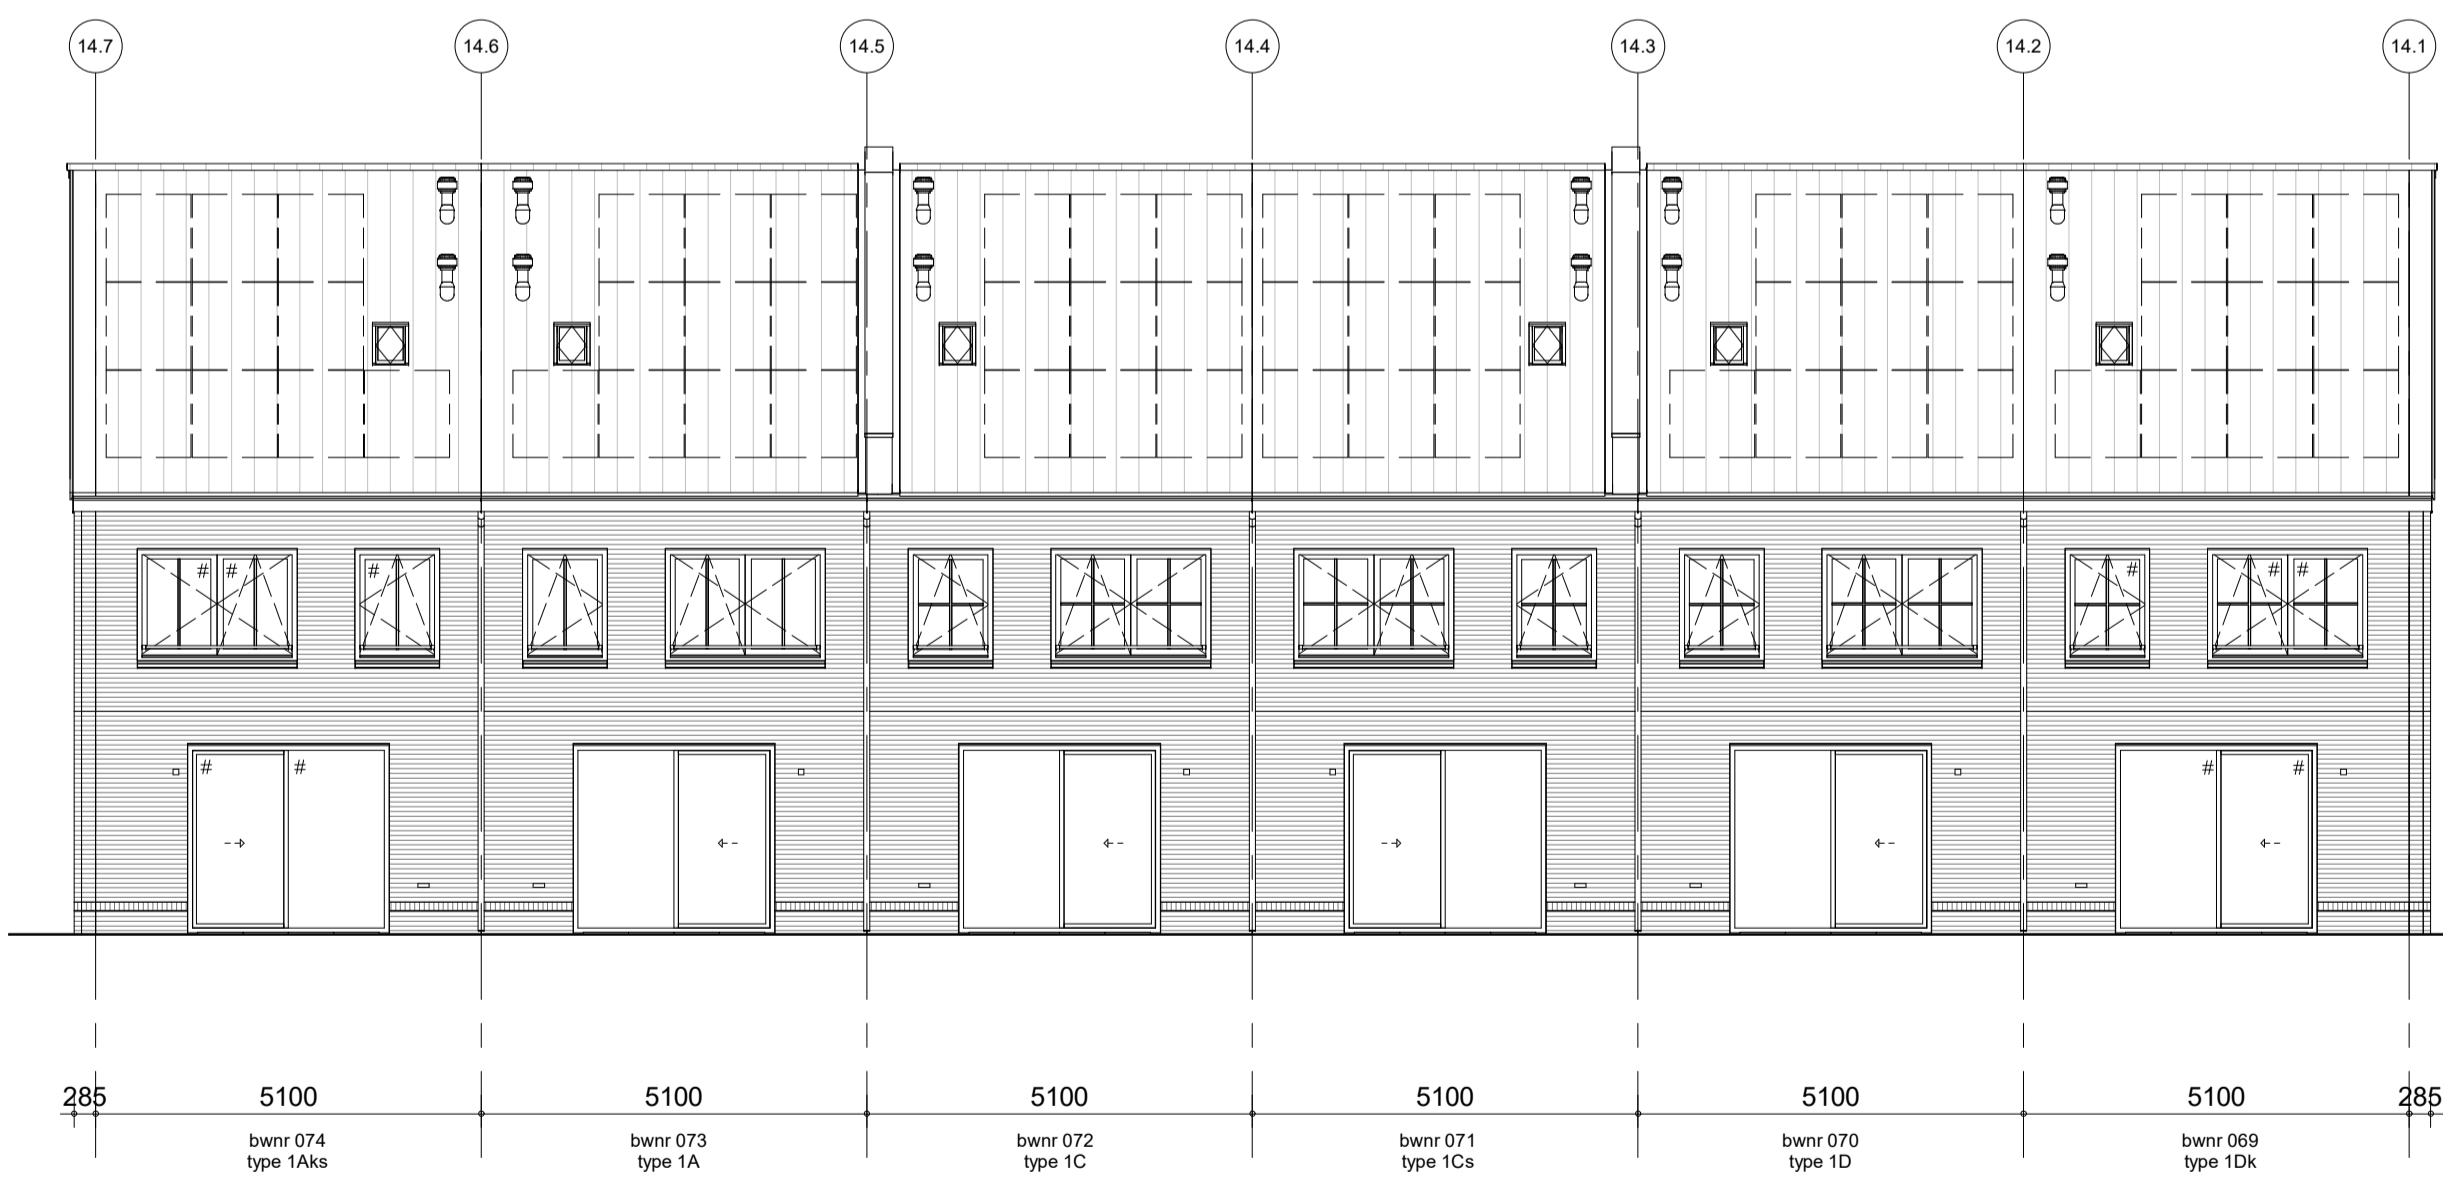 14.7 14.6 14.5 14.4 14.3 14.2 14.1
# # # # # #
# # # #
285 5100 5100 5100 5100 5100 5100 285
bwnr 074 bwnr 073 bwnr 072 bwnr 071 bwnr 070 bwnr 069
type 1Aks type 1A type 1C type 1Cs type 1D type 1Dk